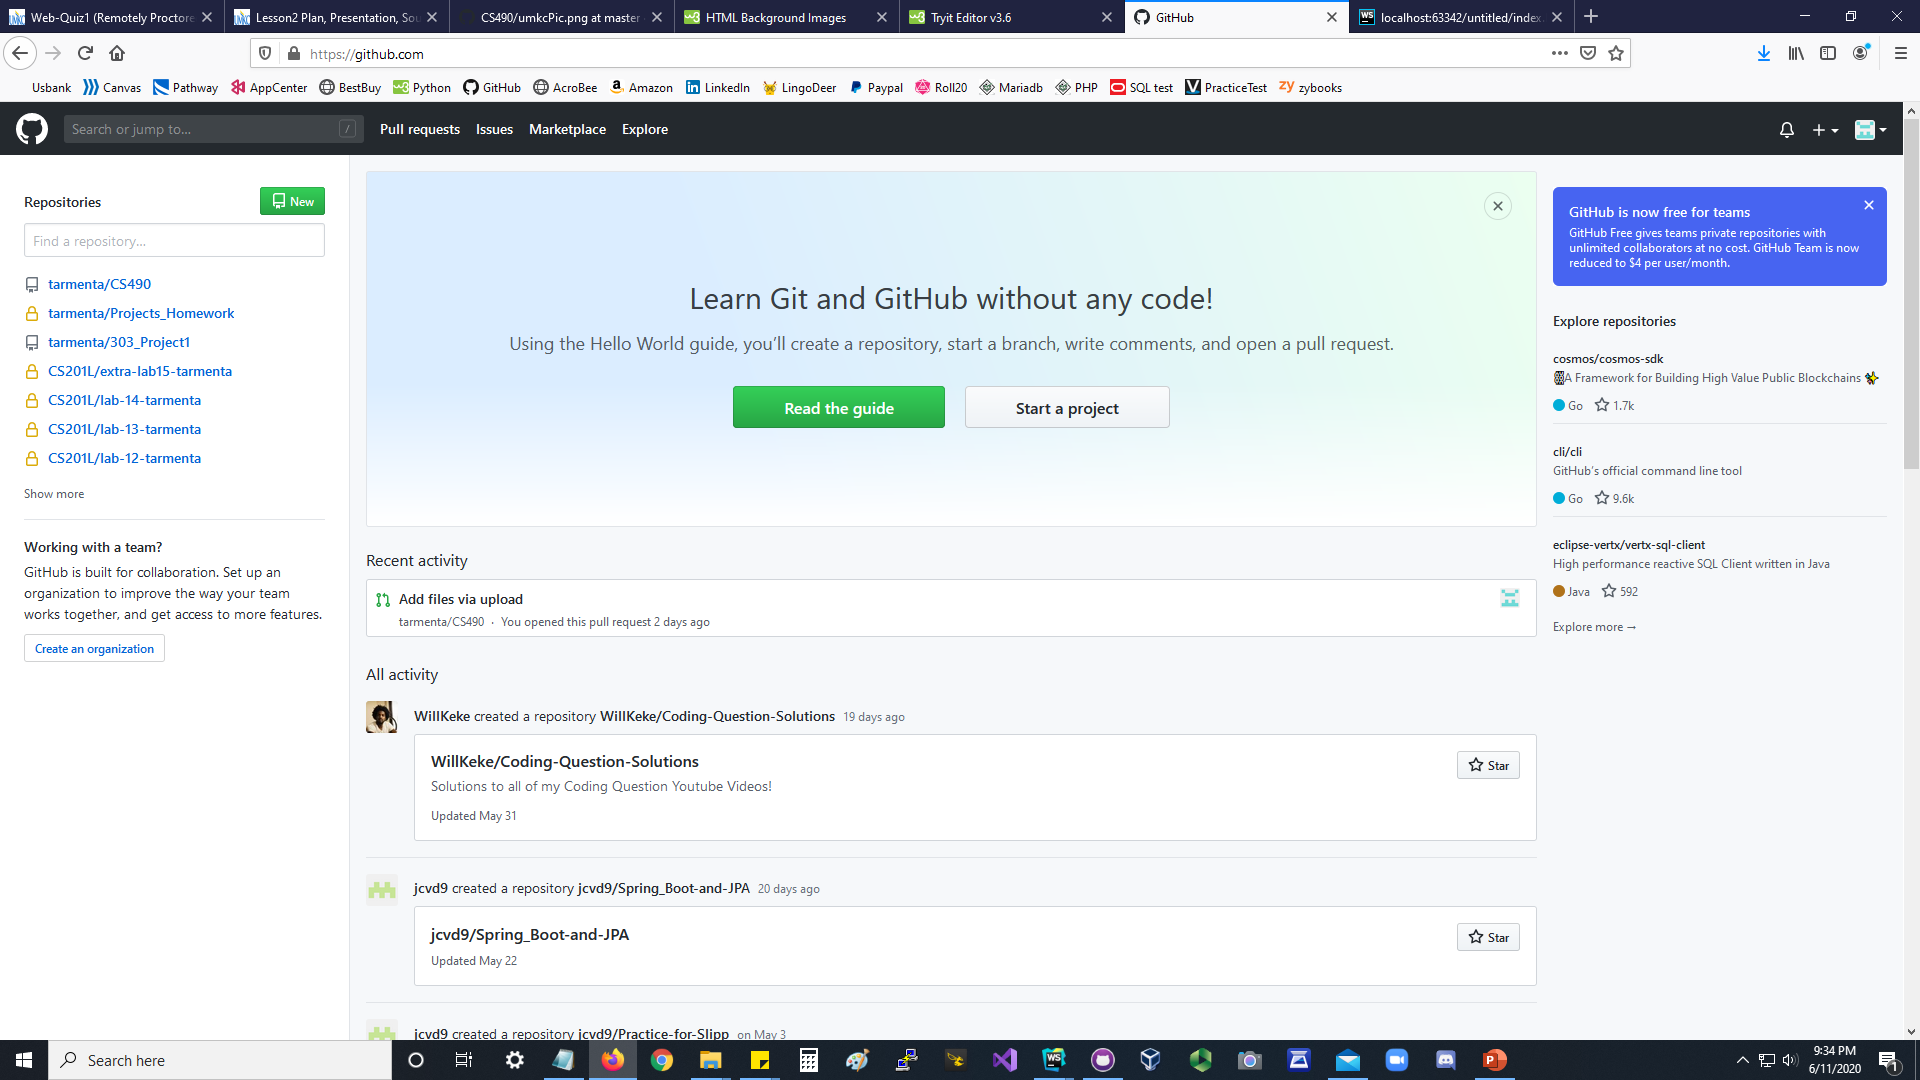 Web-Quiz1 (Remotely Proctore
Lesson2 Plan, Presentation, Sou
CS490/umkcPic.png at master
HTML Background Images
Tryit Editor v3.6
GitHub
localhost:63342/untitled/index.
https://github.com
Usbank
Canvas
Pathway
AppCenter
BestBuy
Python
GitHub
AcroBee
Amazon
LinkedIn
LingoDeer
Paypal
Roll20
Mariadb
PHP
SQL test
PracticeTest
zybooks
Search or jump to...
/
Pull requests
Issues
Marketplace
Explore
Repositories
New
Find a repository...
tarmenta/CS490
tarmenta/Projects_Homework
tarmenta/303_Project1
CS201L/extra-lab15-tarmenta
CS201L/lab-14-tarmenta
CS201L/lab-13-tarmenta
CS201L/lab-12-tarmenta
Show more
Working with a team?
GitHub is built for collaboration. Set up an
organization to improve the way your team
works together, and get access to more features.
Create an organization
Learn Git and GitHub without any code!
Using the Hello World guide, you’ll create a repository, start a branch, write comments, and open a pull request.
Read the guide
Start a project
Recent activity
Add files via upload
tarmenta/CS490 · You opened this pull request 2 days ago
All activity
WillKeke created a repository WillKeke/Coding-Question-Solutions 19 days ago
WillKeke/Coding-Question-Solutions
Star
Solutions to all of my Coding Question Youtube Videos!
Updated May 31
jcvd9 created a repository jcvd9/Spring_Boot-and-JPA 20 days ago
jcvd9/Spring_Boot-and-JPA
Star
Updated May 22
jcvd9 created a repository jcvd9/Practice-for-Slipp on May 3
GitHub is now free for teams
GitHub Free gives teams private repositories with
unlimited collaborators at no cost. GitHub Team is now
reduced to $4 per user/month.
Explore repositories
cosmos/cosmos-sdk
A Framework for Building High Value Public Blockchains
Go 1.7k
cli/cli
GitHub’s official command line tool
Go 9.6k
eclipse-vertx/vertx-sql-client
High performance reactive SQL Client written in Java
Java 592
Explore more →
Search here
9:34 PM
6/11/2020
1